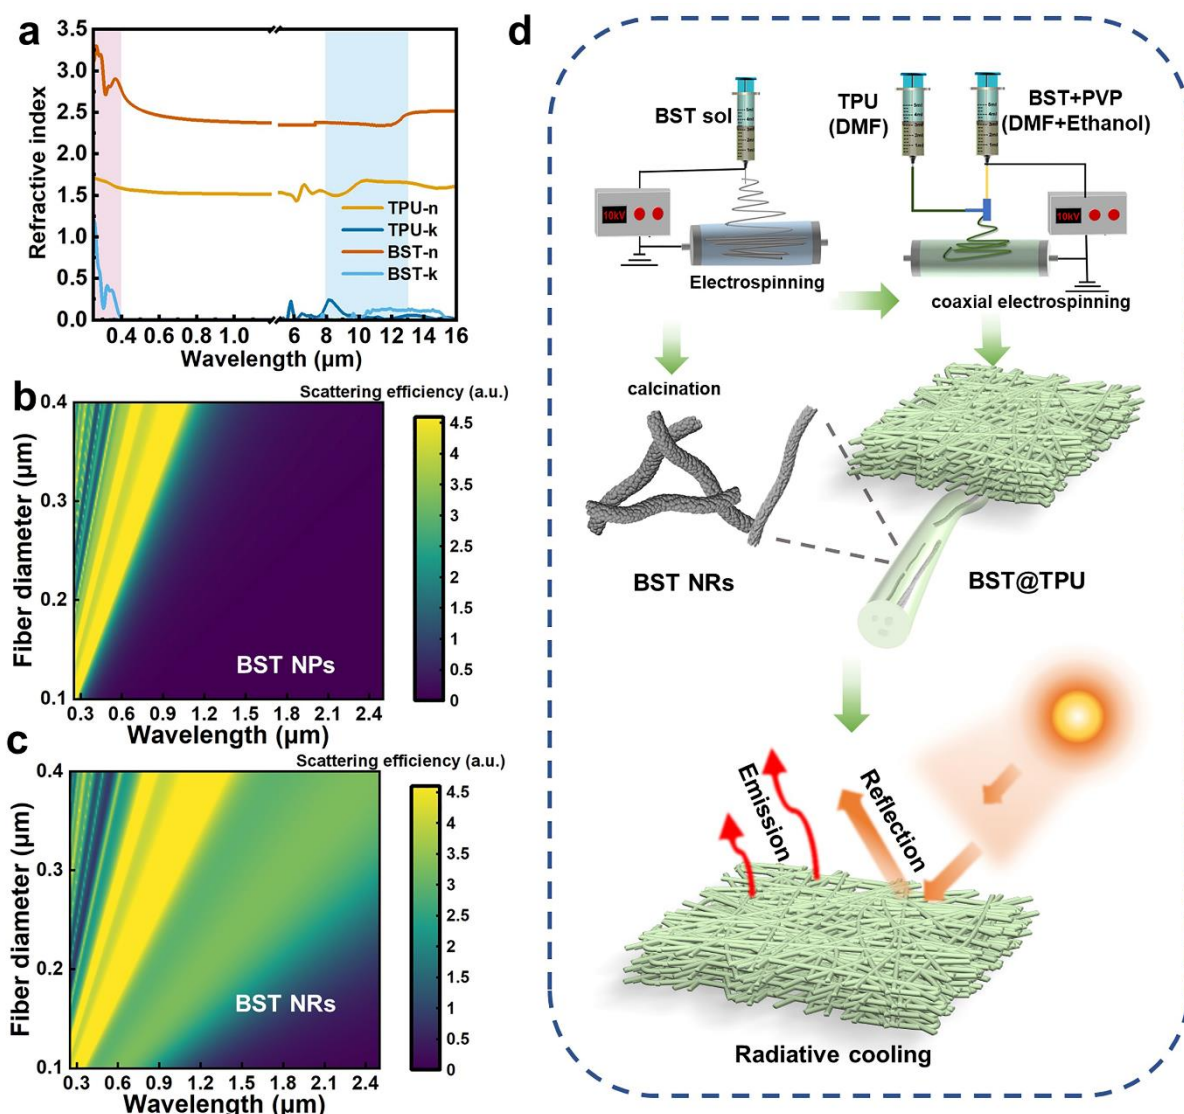 a
3.5
3.0
2.5
2.0
1.5
1.0
0.5
0.0
Refractive index
TPU-n
TPU-k
BST-n
BST-k
0.4 0.8 1.0 6 8 10 12 14 16
Wavelength (µm)
b
Scattering efficiency (a.u.)
0.4
0.3
0.2
0.1
Fiber diameter (µm)
BST NPs
4.5
4
3.5
3
2.5
2
1.5
1
0.5
0
0.3 0.6 0.9 1.2 1.5 1.8 2.1 2.4
Wavelength (µm)
c
Scattering efficiency (a.u.)
0.4
0.3
0.2
0.1
Fiber diameter (µm)
BST NRs
4.5
4
3.5
3
2.5
2
1.5
1
0.5
0
0.3 0.6 0.9 1.2 1.5 1.8 2.1 2.4
Wavelength (µm)
d
BST sol
10kV
Electrospinning
TPU
(DMF)
BST+PVP
(DMF+Ethanol)
10kV
coaxial electrospinning
calcination
BST NRs
BST@TPU
Emission
Reflection
Radiative cooling